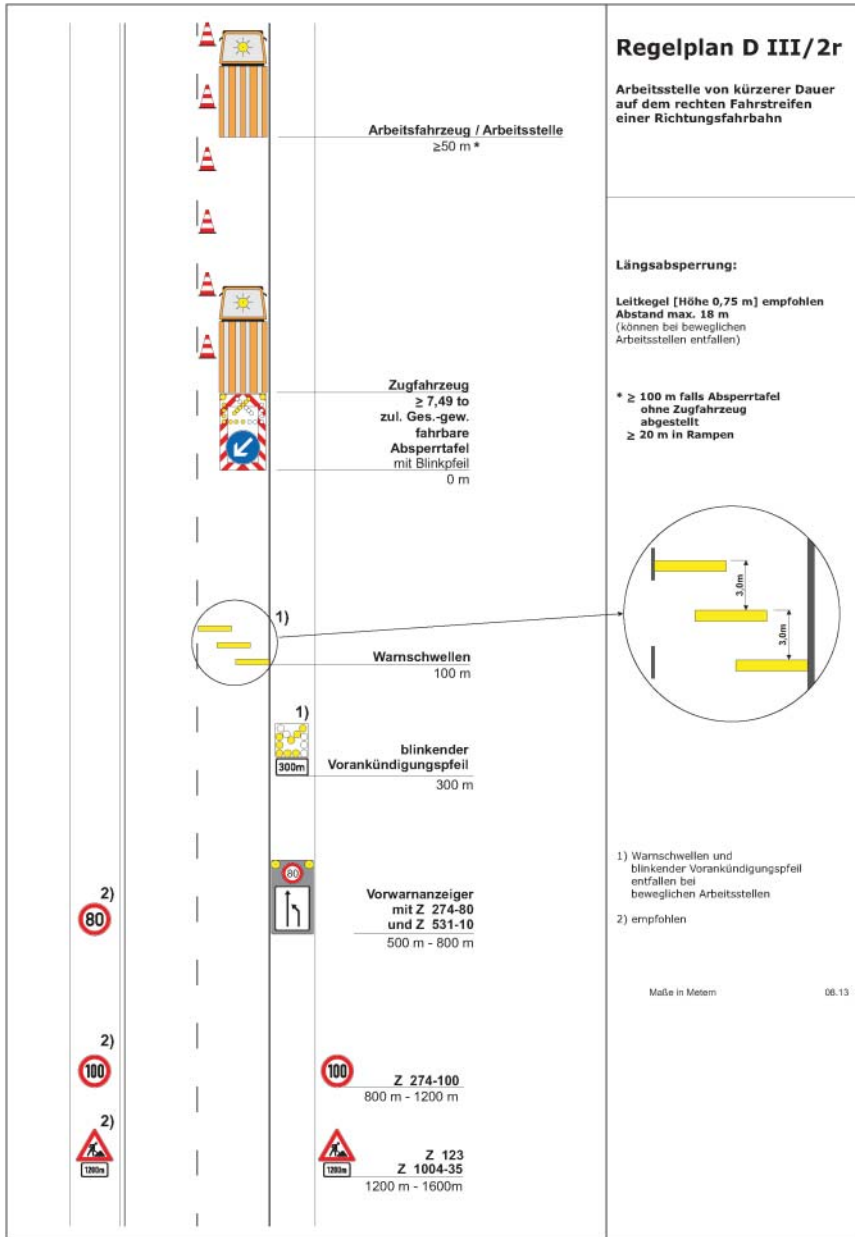 Regelplan D III/2r
Arbeitsstelle von kürzerer Dauer
auf dem rechten Fahrstreifen
einer Richtungsfahrbahn
Arbeitsfahrzeug / Arbeitsstelle
≥50 m *
Längsabsperrung:
Leitkegel [Höhe 0,75 m] empfohlen
Abstand max. 18 m
(können bei beweglichen
Arbeitsstellen entfallen)
* ≥ 100 m falls Absperrtafel
ohne Zugfahrzeug
abgestellt
≥ 20 m in Rampen
Zugfahrzeug
≥ 7,49 to
zul. Ges.-gew.
fahrbare
Absperrtafel
mit Blinkpfeil
0 m
3,0m
3,0m
1)
Warnschwellen
100 m
1)
300m
blinkender
Vorankündigungspfeil
300 m
80
2)
80
Vorwarnanzeiger
mit Z 274-80
und Z 531-10
500 m - 800 m
1) Warnschwellen und
blinkender Vorankündigungspfeil
entfallen bei
beweglichen Arbeitsstellen
2) empfohlen
Maße in Metern 08.13
2)
100
100
Z 274-100
800 m - 1200 m
2)
1200m
1200m
Z 123
Z 1004-35
1200 m - 1600m